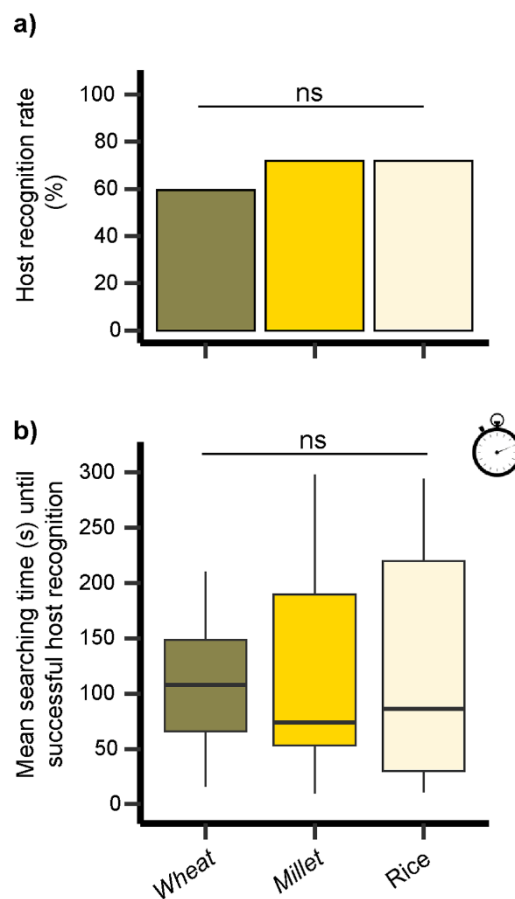 a)
Host recognition rate
(%)
100
80
60
40
20
0
ns
b)
Mean searching time (s) until
successful host recognition
300
250
200
150
100
50
0
ns
Wheat
Millet
Rice